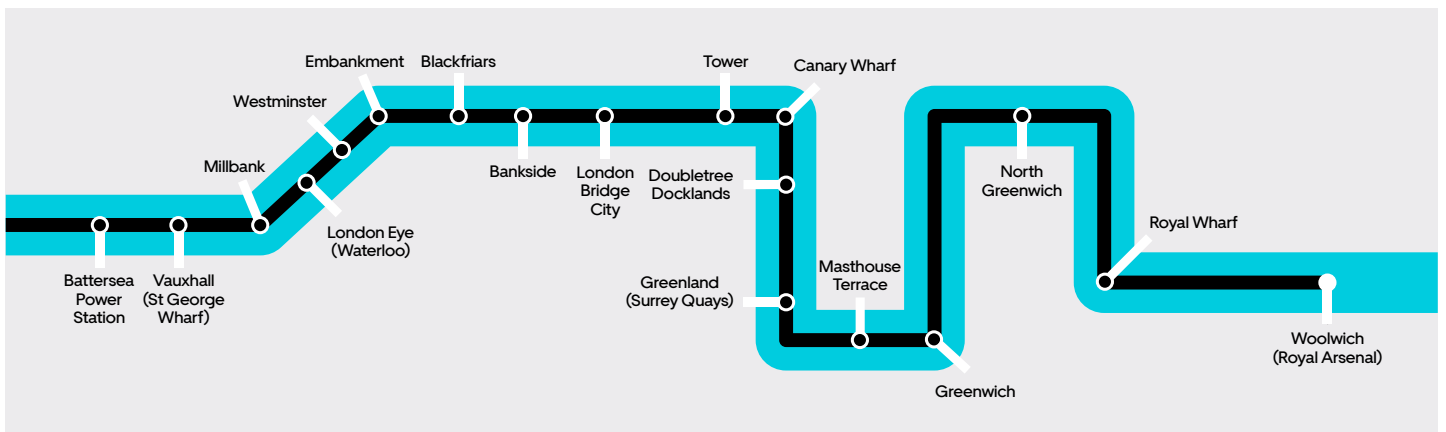 Embankment
Blackfriars
Tower
Canary Wharf
Westminster
Millbank
Bankside
London
Bridge
City
Doubletree
Docklands
North
Greenwich
Royal Wharf
London Eye
(Waterloo)
Battersea
Power
Station
Vauxhall
(St George
Wharf)
Greenland
(Surrey Quays)
Masthouse
Terrace
Woolwich
(Royal Arsenal)
Greenwich